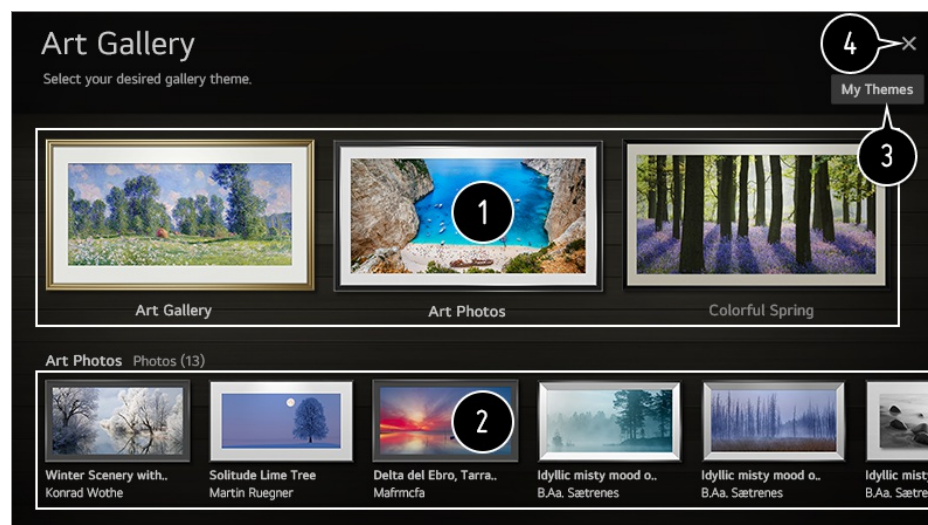 Art Gallery
4
×
Select your desired gallery theme.
My Themes
3
1
Art Gallery
Art Photos
Colorful Spring
Art Photos Photos (13)
2
Winter Scenery with.. Solitude Lime Tree Delta del Ebro, Tarra.. Idyllic misty mood o.. Idyllic misty mood o.. Idyllic mist
Konrad Wothe Martin Ruegner Mafrmcfa B.Aa. Sætrenes B.Aa. Sætrenes B.Aa. Sætre